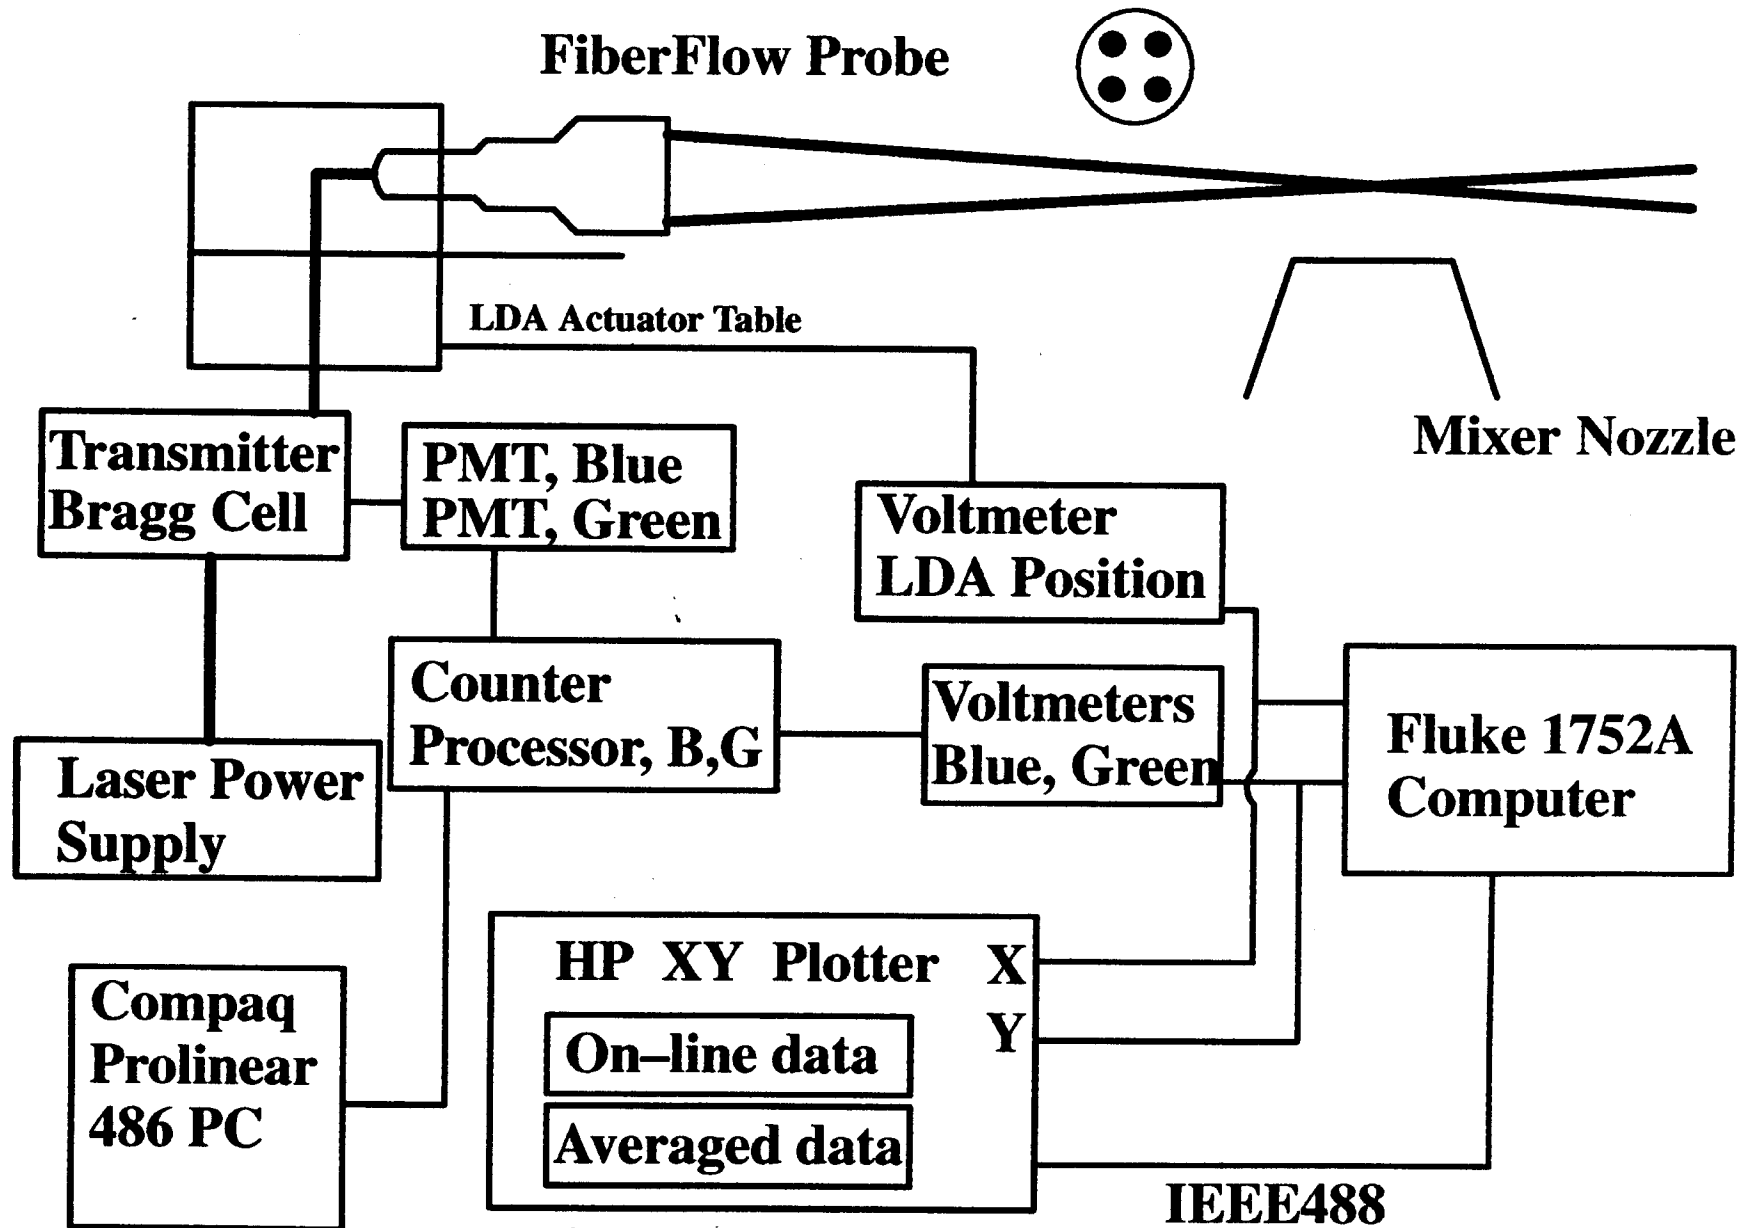 FiberFlow Probe
LDA Actuator Table
Mixer Nozzle
Transmitter
Bragg Cell
PMT, Blue
PMT, Green
Voltmeter
LDA Position
Counter
Processor, B,G
Voltmeters
Blue, Green
Fluke 1752A
Computer
Laser Power
Supply
HP XY Plotter X
Y
On–line data
Averaged data
Compaq
Prolinear
486 PC
IEEE488